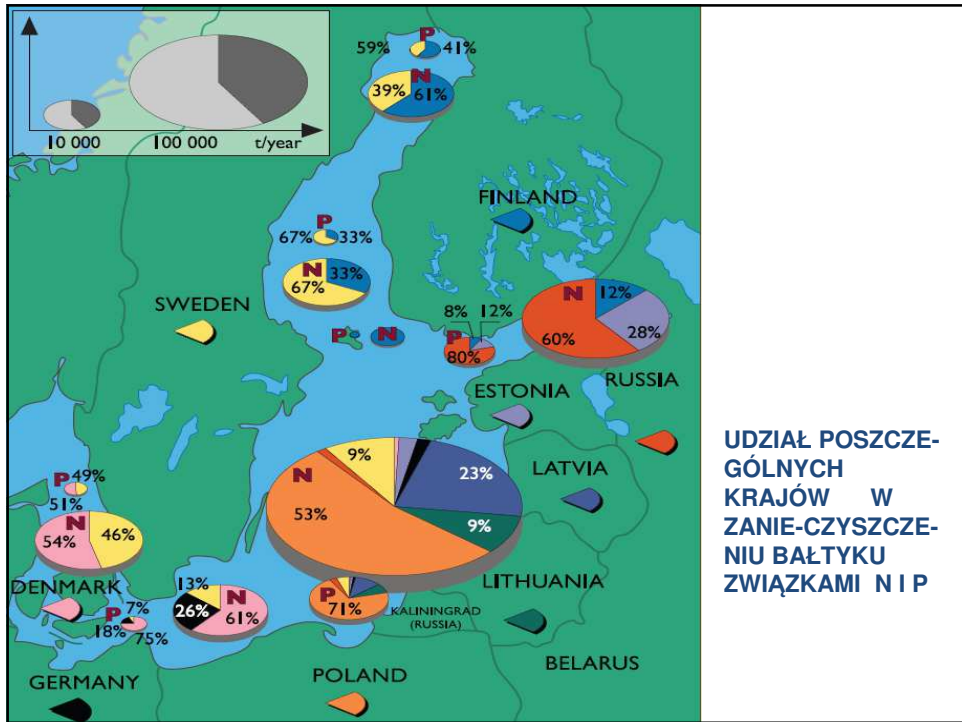 10 000
100 000
t/year
59%
P
41%
39%
N
61%
FINLAND
P
67%
33%
N
33%
67%
SWEDEN
P
N
8%
12%
P
80%
N
12%
28%
60%
RUSSIA
ESTONIA
9%
N
53%
23%
9%
LATVIA
P
49%
51%
N
54%
46%
DENMARK
P
7%
18%
75%
13%
26%
N
61%
P
71%
KALININGRAD
(RUSSIA)
LITHUANIA
BELARUS
GERMANY
POLAND
UDZIAŁ POSZCZE-
GÓLNYCH
KRAJÓW W
ZANIE-CZYSZCZE-
NIU BAŁTYKU
ZWIĄZKAMI N I P